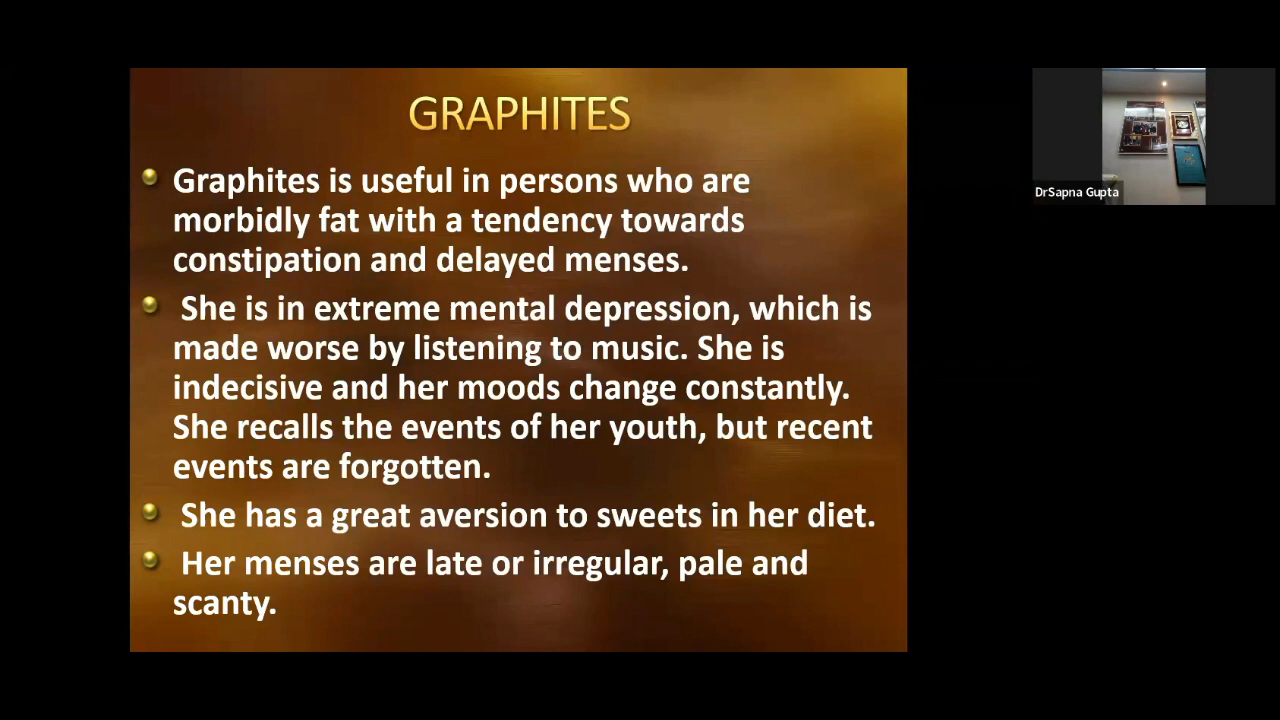 GRAPHITES
Graphites is useful in persons who are
morbidly fat with a tendency towards
constipation and delayed menses.
She is in extreme mental depression, which is
made worse by listening to music. She is
indecisive and her moods change constantly.
She recalls the events of her youth, but recent
events are forgotten.
She has a great aversion to sweets in her diet.
Her menses are late or irregular, pale and
scanty.
DrSapna Gupta